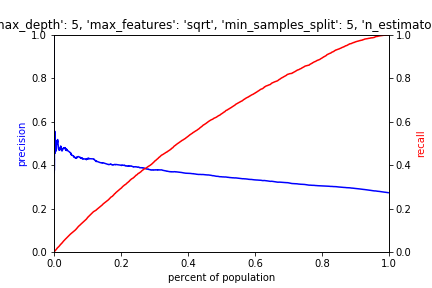 max_depth': 5, 'max_features': 'sqrt', 'min_samples_split': 5, 'n_estimato
1.0 1.0
0.8 0.8
0.6 0.6
precision recall
0.4 0.4
0.2 0.2
0.0 0.0
0.0 0.2 0.4 0.6 0.8 1.0
percent of population